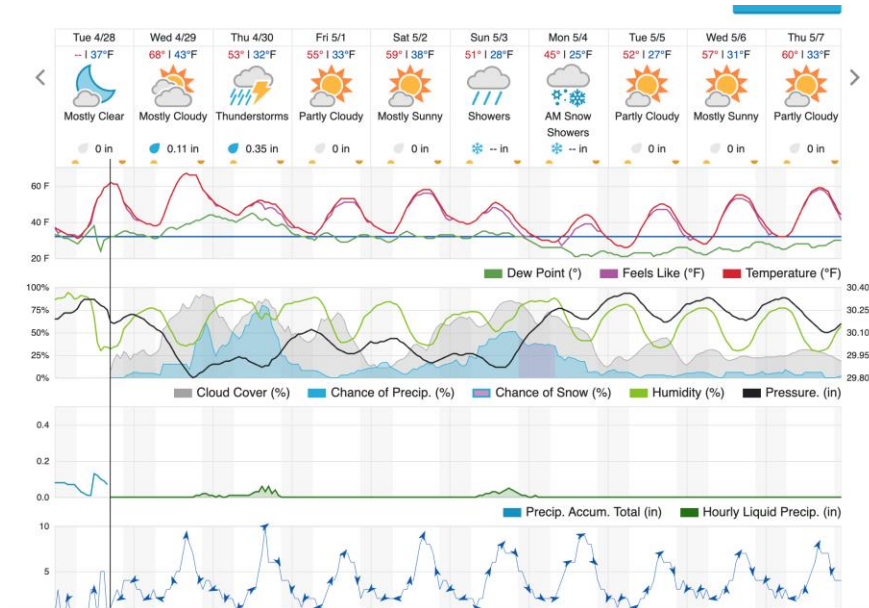 Tue 4/28 Wed 4/29 Thu 4/30 Fri 5/1 Sat 5/2 Sun 5/3 Mon 5/4 Tue 5/5 Wed 5/6 Thu 5/7
-- | 37°F 68° | 43°F 53° | 32°F 55° | 33°F 59° | 38°F 51° | 28°F 45° | 25°F 52° | 27°F 57° | 31°F 60° | 33°F
Mostly Clear Mostly Cloudy Thunderstorms Partly Cloudy Mostly Sunny Showers AM Snow Partly Cloudy Mostly Sunny Partly Cloudy
Showers
0 in 0.11 in 0.35 in 0 in 0 in -- in -- in 0 in 0 in 0 in
60 F
40 F
20 F
Dew Point (°) Feels Like (°F) Temperature (°F)
100% 30.40
75% 30.25
50% 30.10
25% 29.95
0% 29.80
Cloud Cover (%) Chance of Precip. (%) Chance of Snow (%) Humidity (%) Pressure. (in)
0.4
0.2
0.0
Precip. Accum. Total (in) Hourly Liquid Precip. (in)
10
5